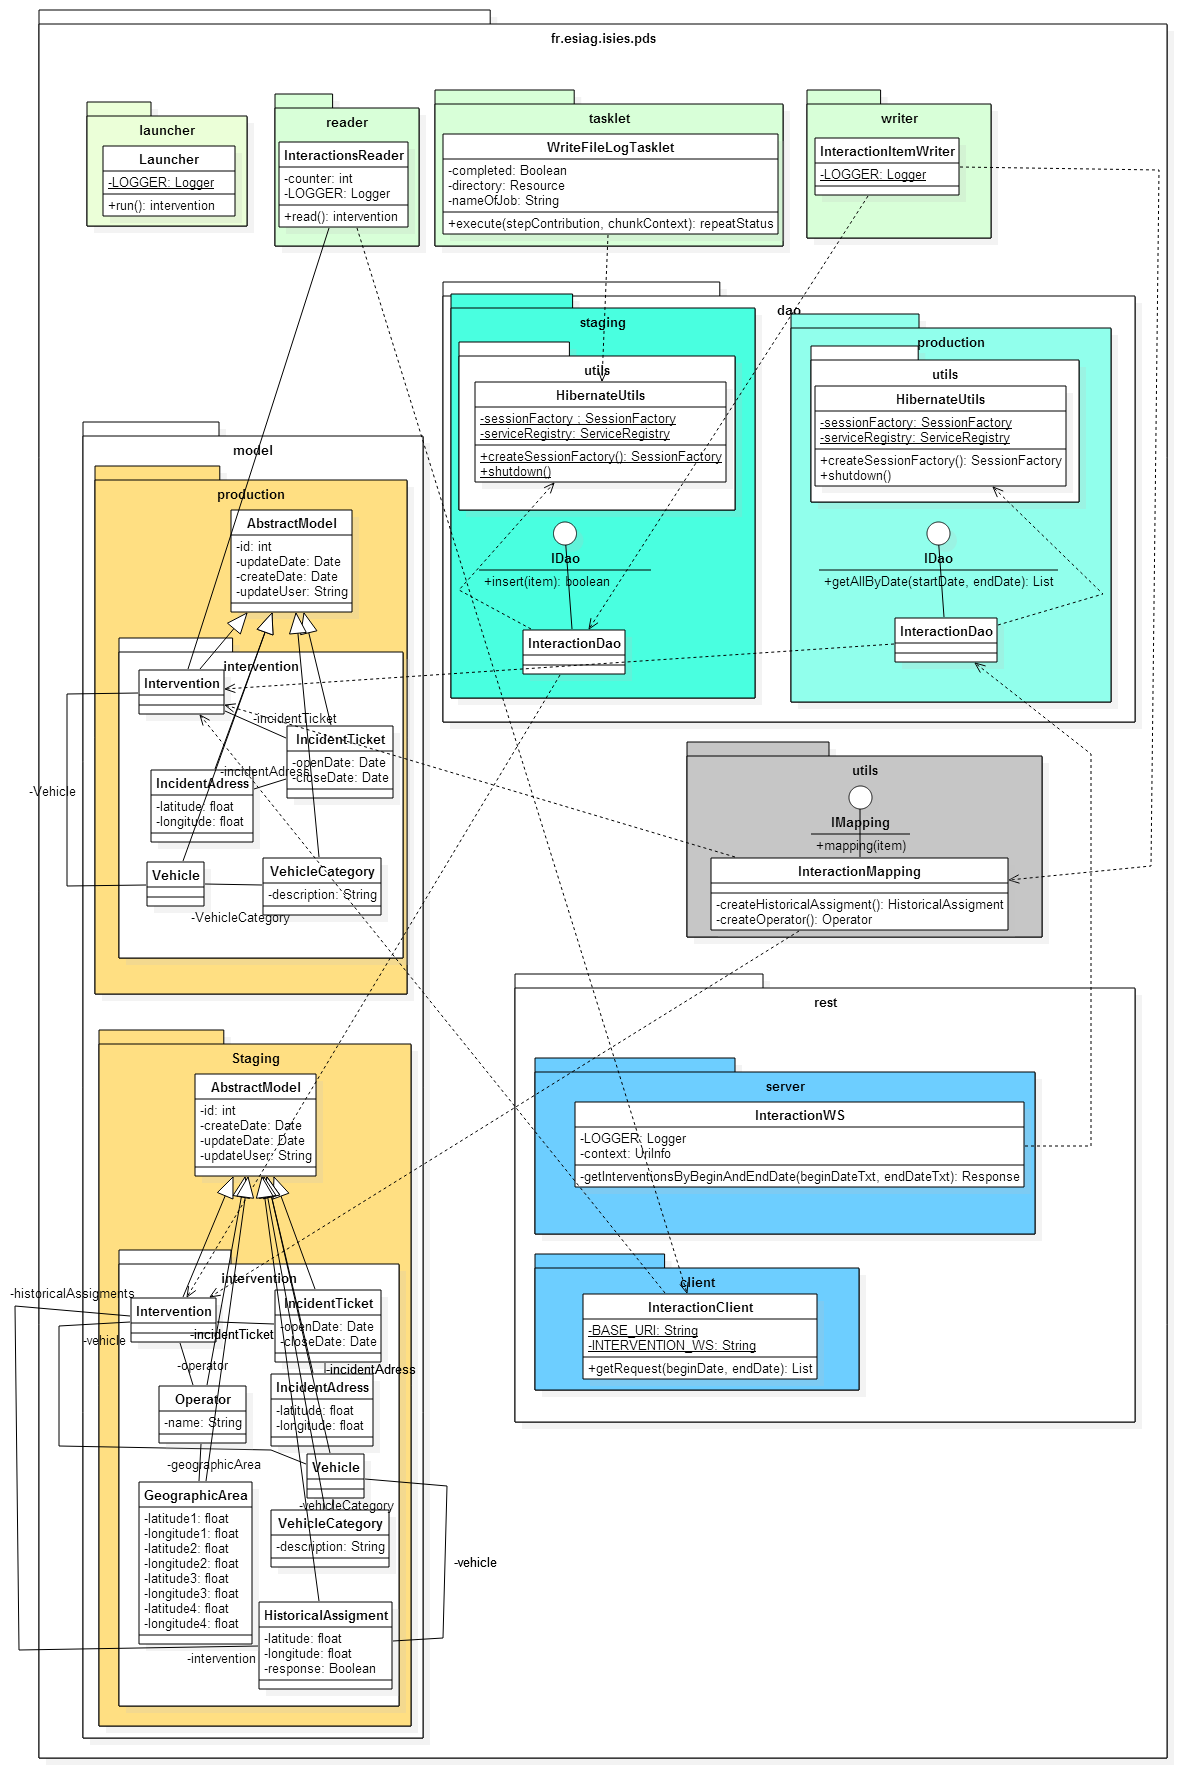 fr.esiag.isies.pds
launcher
Launcher
-LOGGER: Logger
+run(): intervention
reader
InteractionsReader
-counter: int
-LOGGER: Logger
+read(): intervention
tasklet
WriteFileLogTasklet
-completed: Boolean
-directory: Resource
-nameOfJob: String
+execute(stepContribution, chunkContext): repeatStatus
writer
InteractionItemWriter
-LOGGER: Logger
dao
staging
utils
HibernateUtils
-sessionFactory : SessionFactory
-serviceRegistry: ServiceRegistry
+createSessionFactory(): SessionFactory
+shutdown()
IDao
+insert(item): boolean
InteractionDao
production
utils
HibernateUtils
-sessionFactory: SessionFactory
-serviceRegistry: ServiceRegistry
+createSessionFactory(): SessionFactory
+shutdown()
IDao
+getAllByDate(startDate, endDate): List
InteractionDao
model
production
AbstractModel
-id: int
-updateDate: Date
-createDate: Date
-updateUser: String
intervention
Intervention
-incidentTicket
IncidentTicket
-openDate: Date
-closeDate: Date
-incidentAdress
IncidentAdress
-latitude: float
-longitude: float
-Vehicle
Vehicle
VehicleCategory
-description: String
-VehicleCategory
utils
IMapping
+mapping(item)
InteractionMapping
-createHistoricalAssigment(): HistoricalAssigment
-createOperator(): Operator
rest
server
InteractionWS
-LOGGER: Logger
-context: UriInfo
-getInterventionsByBeginAndEndDate(beginDateTxt, endDateTxt): Response
client
InteractionClient
-BASE_URI: String
-INTERVENTION_WS: String
+getRequest(beginDate, endDate): List
Staging
AbstractModel
-id: int
-createDate: Date
-updateDate: Date
-updateUser: String
intervention
-historicalAssigments
Intervention
IncidentTicket
-openDate: Date
-closeDate: Date
-incidentTicket
-vehicle
-operator
-incidentAdress
IncidentAdress
-latitude: float
-longitude: float
Operator
-name: String
-geographicArea
Vehicle
-vehicleCategory
GeographicArea
-latitude1: float
-longitude1: float
-latitude2: float
-longitude2: float
-latitude3: float
-longitude3: float
-latitude4: float
-longitude4: float
VehicleCategory
-description: String
-vehicle
HistoricalAssigment
-latitude: float
-longitude: float
-response: Boolean
-intervention